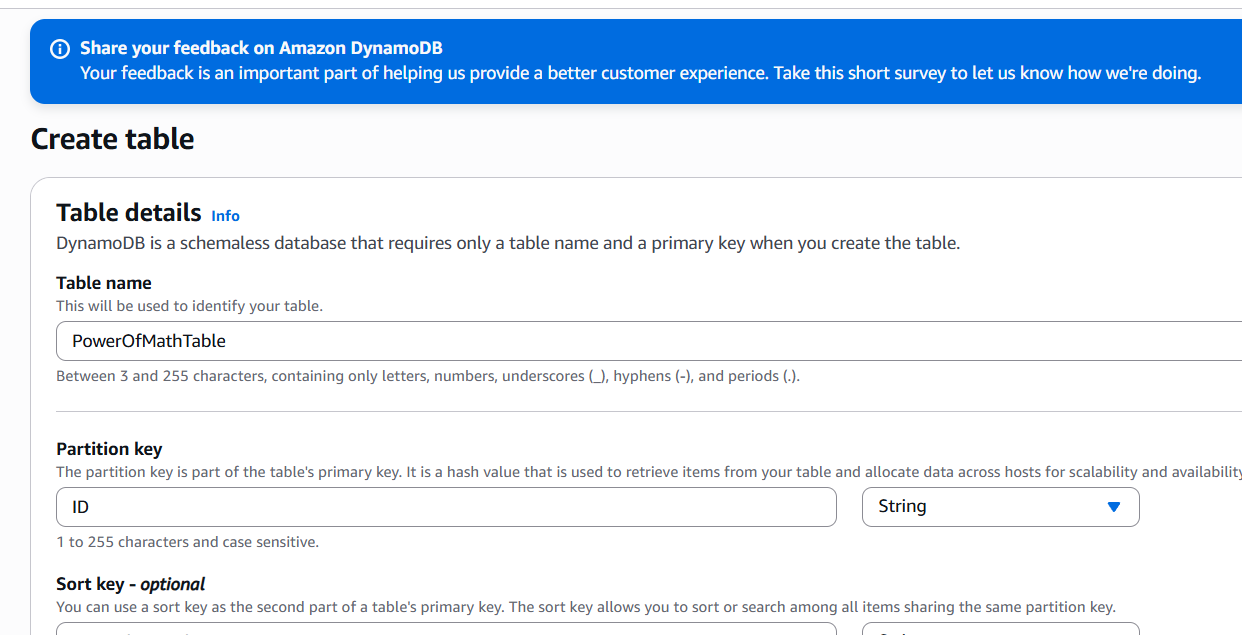 Share your feedback on Amazon DynamoDB
Your feedback is an important part of helping us provide a better customer experience. Take this short survey to let us know how we're doing.
Create table
Table details Info
DynamoDB is a schemaless database that requires only a table name and a primary key when you create the table.
Table name
This will be used to identify your table.
PowerOfMathTable
Between 3 and 255 characters, containing only letters, numbers, underscores (_), hyphens (-), and periods (.).
Partition key
The partition key is part of the table's primary key. It is a hash value that is used to retrieve items from your table and allocate data across hosts for scalability and availability
ID String
1 to 255 characters and case sensitive.
Sort key - optional
You can use a sort key as the second part of a table's primary key. The sort key allows you to sort or search among all items sharing the same partition key.